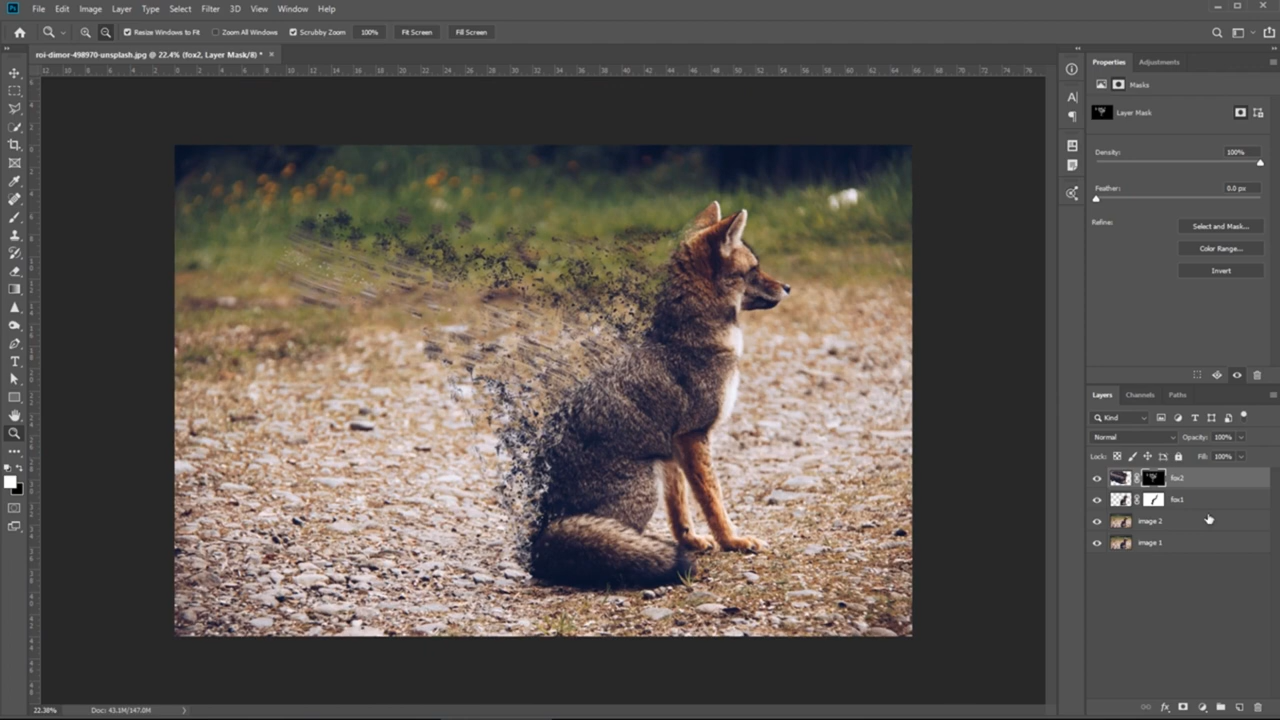 Ps File Edit Image Layer Type Select Filter 3D View Window Help
Resize Windows to Fit Zoom All Windows Scrubby Zoom 100% Fit Screen Fill Screen
roi-dimor-498970-unsplash.jpg @ 22.4% (fox2, Layer Mask/8) * ×
Properties Adjustments
Masks
Layer Mask
Density: 100%
Feather: 0.0 px
Refine: Select and Mask...
Color Range...
Invert
Layers Channels Paths
Kind
Normal Opacity: 100%
Lock: Fill: 100%
fox2
fox1
image 2
image 1
22.38% Doc: 43.1M/147.0M